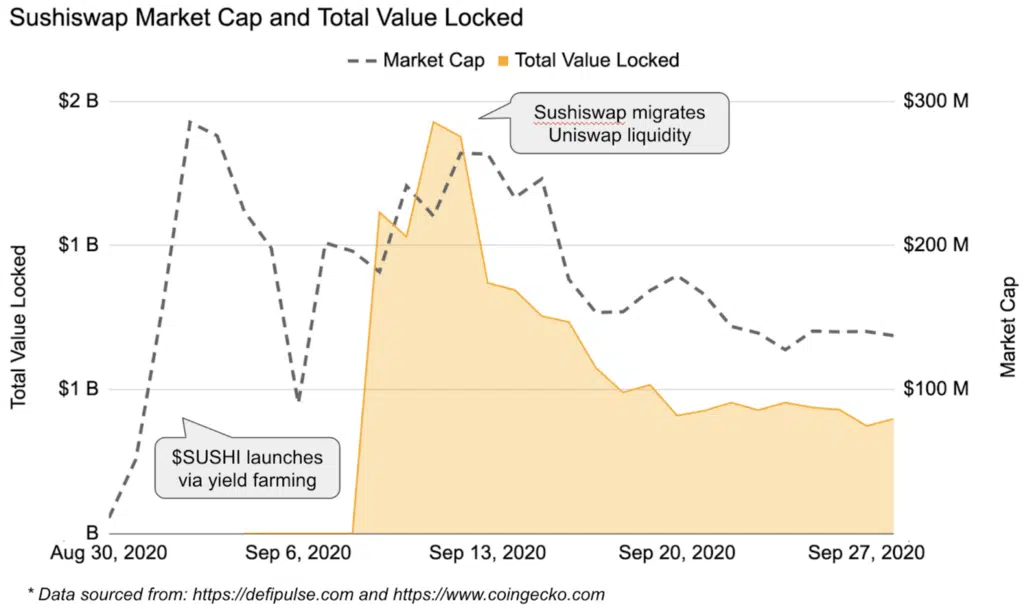 Sushiswap Market Cap and Total Value Locked
Market Cap Total Value Locked
$2 B
$300 M
Sushiswap migrates
Uniswap liquidity
$1 B
$200 M
Total Value Locked
Market Cap
$1 B
$100 M
$SUSHI launches
via yield farming
B
Aug 30, 2020 Sep 6, 2020 Sep 13, 2020 Sep 20, 2020 Sep 27, 2020
* Data sourced from: https://defipulse.com and https://www.coingecko.com